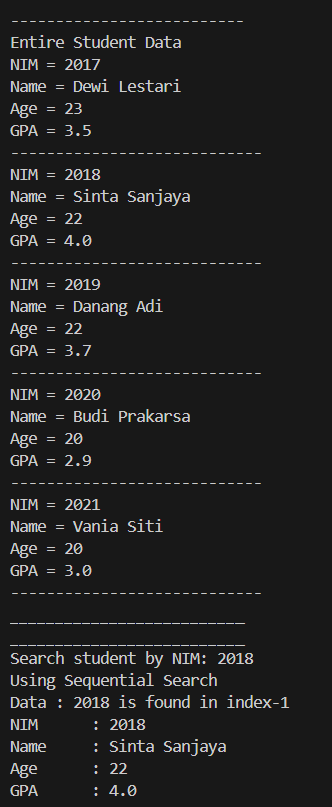 --------------------------
Entire Student Data
NIM = 2017
Name = Dewi Lestari
Age = 23
GPA = 3.5
----------------------------
NIM = 2018
Name = Sinta Sanjaya
Age = 22
GPA = 4.0
----------------------------
NIM = 2019
Name = Danang Adi
Age = 22
GPA = 3.7
----------------------------
NIM = 2020
Name = Budi Prakarsa
Age = 20
GPA = 2.9
----------------------------
NIM = 2021
Name = Vania Siti
Age = 20
GPA = 3.0
----------------------------
__________________________
__________________________
Search student by NIM: 2018
Using Sequential Search
Data : 2018 is found in index-1
NIM      : 2018
Name     : Sinta Sanjaya
Age      : 22
GPA      : 4.0